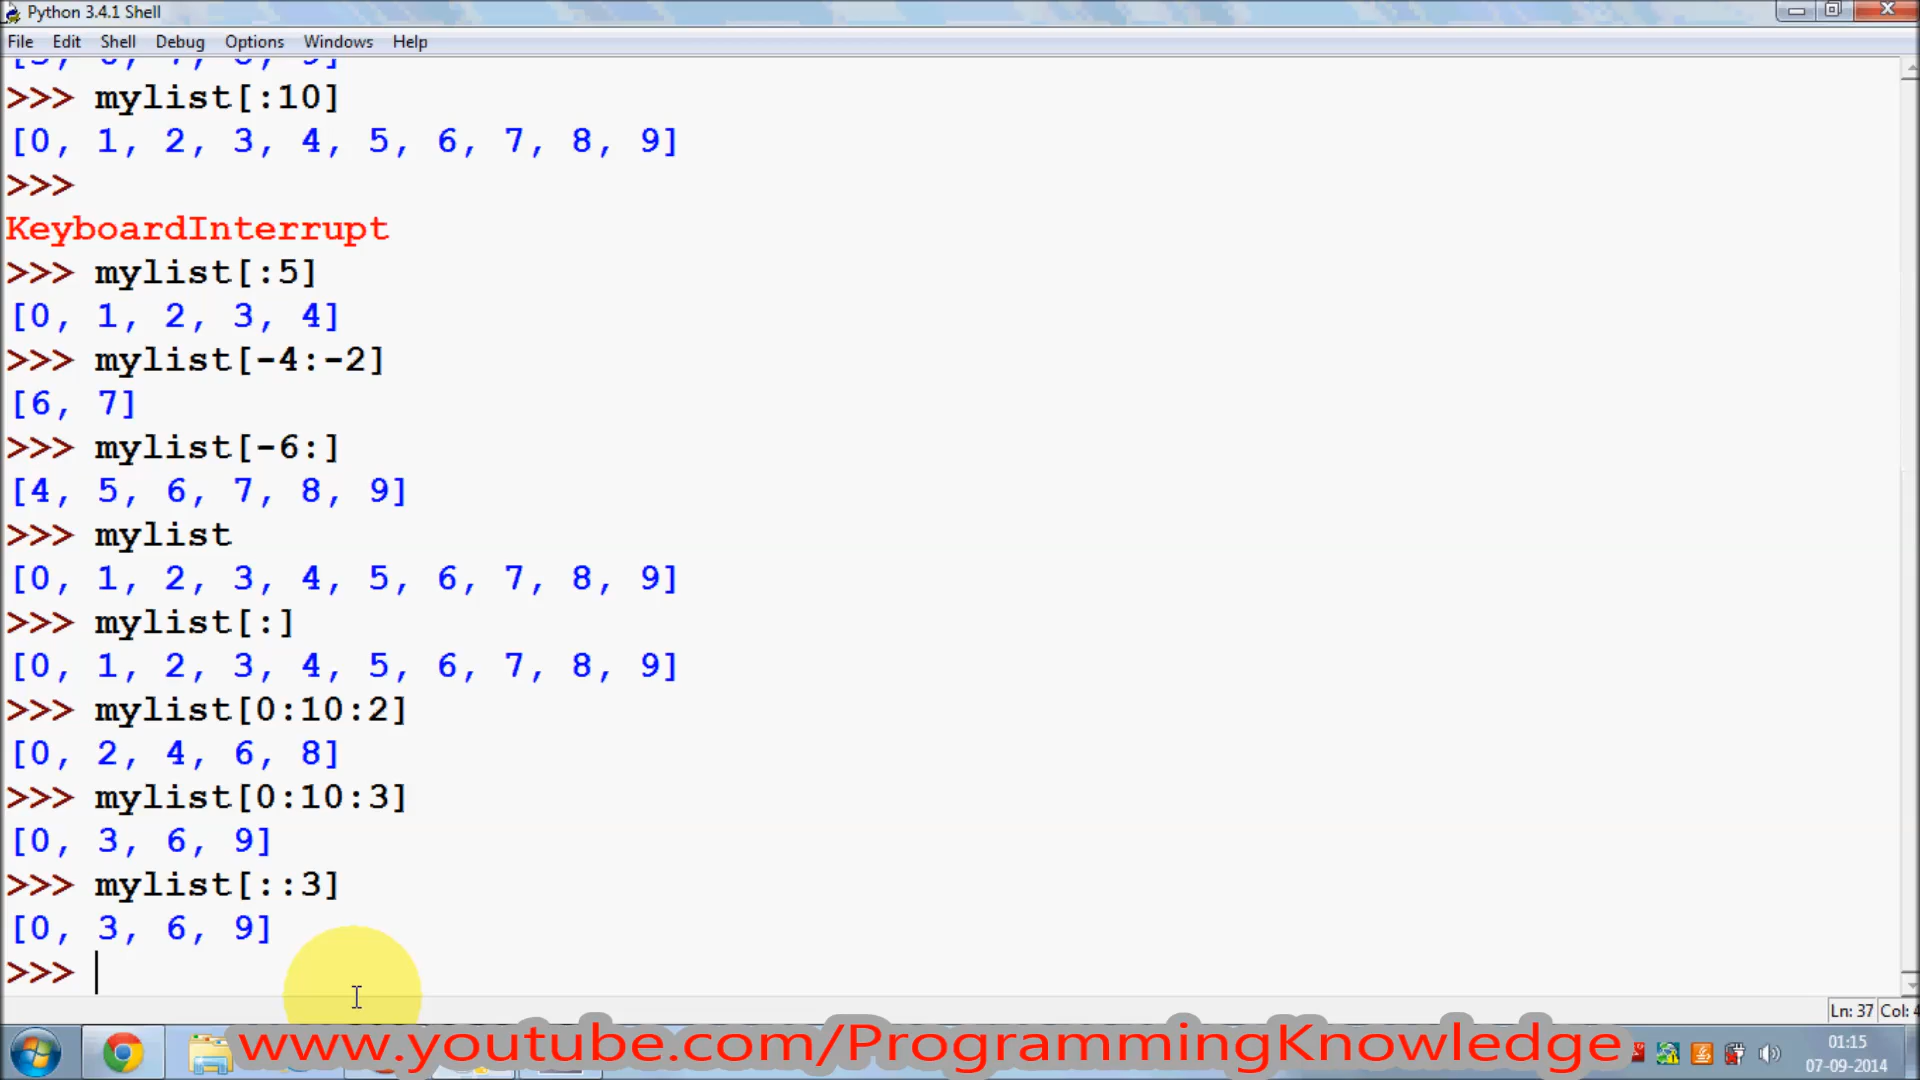 Python 3.4.1 Shell
File Edit Shell Debug Options Windows Help
>>> mylist[:10]
[0, 1, 2, 3, 4, 5, 6, 7, 8, 9]
>>>
KeyboardInterrupt
>>> mylist[:5]
[0, 1, 2, 3, 4]
>>> mylist[-4:-2]
[6, 7]
>>> mylist[-6:]
[4, 5, 6, 7, 8, 9]
>>> mylist
[0, 1, 2, 3, 4, 5, 6, 7, 8, 9]
>>> mylist[:]
[0, 1, 2, 3, 4, 5, 6, 7, 8, 9]
>>> mylist[0:10:2]
[0, 2, 4, 6, 8]
>>> mylist[0:10:3]
[0, 3, 6, 9]
>>> mylist[::3]
[0, 3, 6, 9]
>>>
Ln: 37 Col: 4
www.youtube.com/ProgrammingKnowledge
01:15
07-09-2014